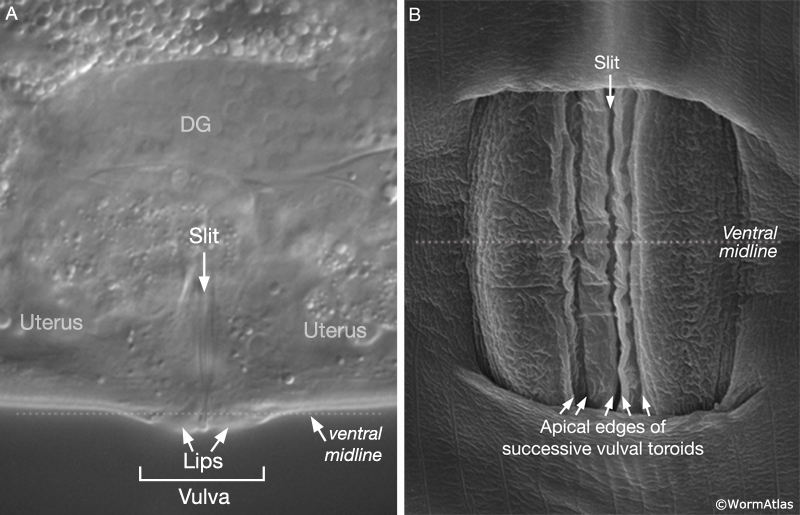 A
DG
Slit
Uterus
Uterus
ventral
midline
Lips
Vulva
B
Slit
Ventral
midline
Apical edges of
successive vulval toroids
©WormAtlas